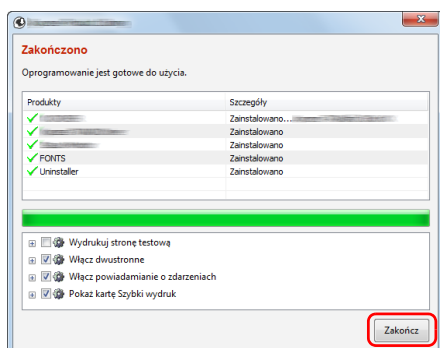 Zakończono
Oprogramowanie jest gotowe do użycia.
Produkty Szczegóły
Zainstalowano...
Zainstalowano
Zainstalowano
FONTS Zainstalowano
Uninstaller Zainstalowano
Wydrukuj stronę testową
Włącz dwustronne
Włącz powiadamianie o zdarzeniach
Pokaż kartę Szybki wydruk
Zakończ